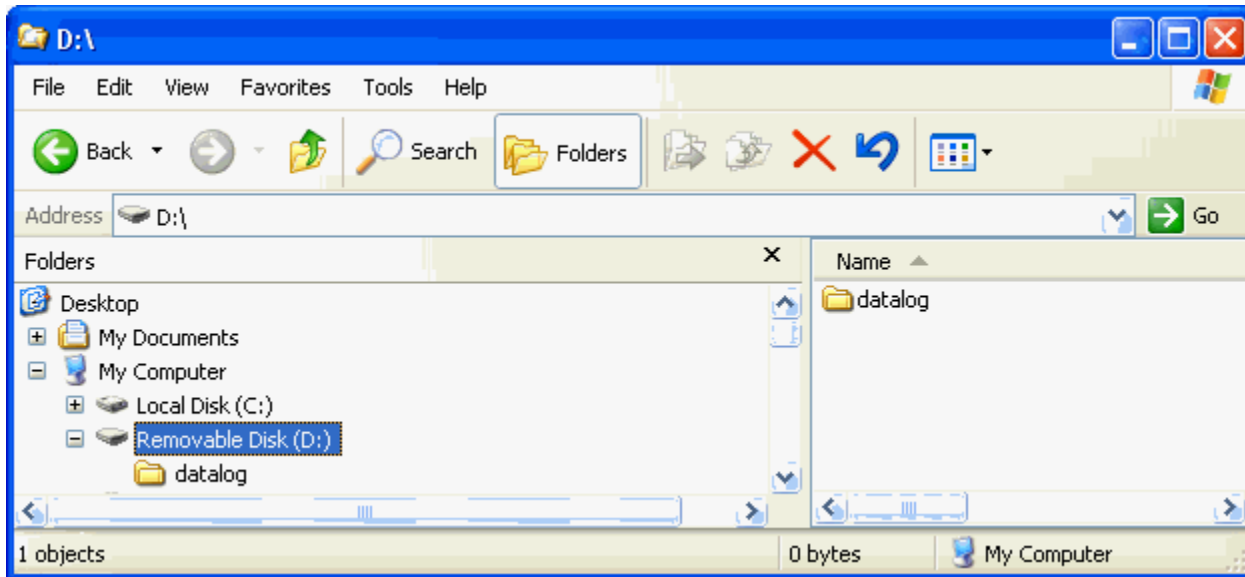 D:\
File Edit View Favorites Tools Help
Back Search Folders
Address D:\ Go
Folders Name
Desktop datalog
My Documents
My Computer
Local Disk (C:)
Removable Disk (D:)
datalog
1 objects 0 bytes My Computer